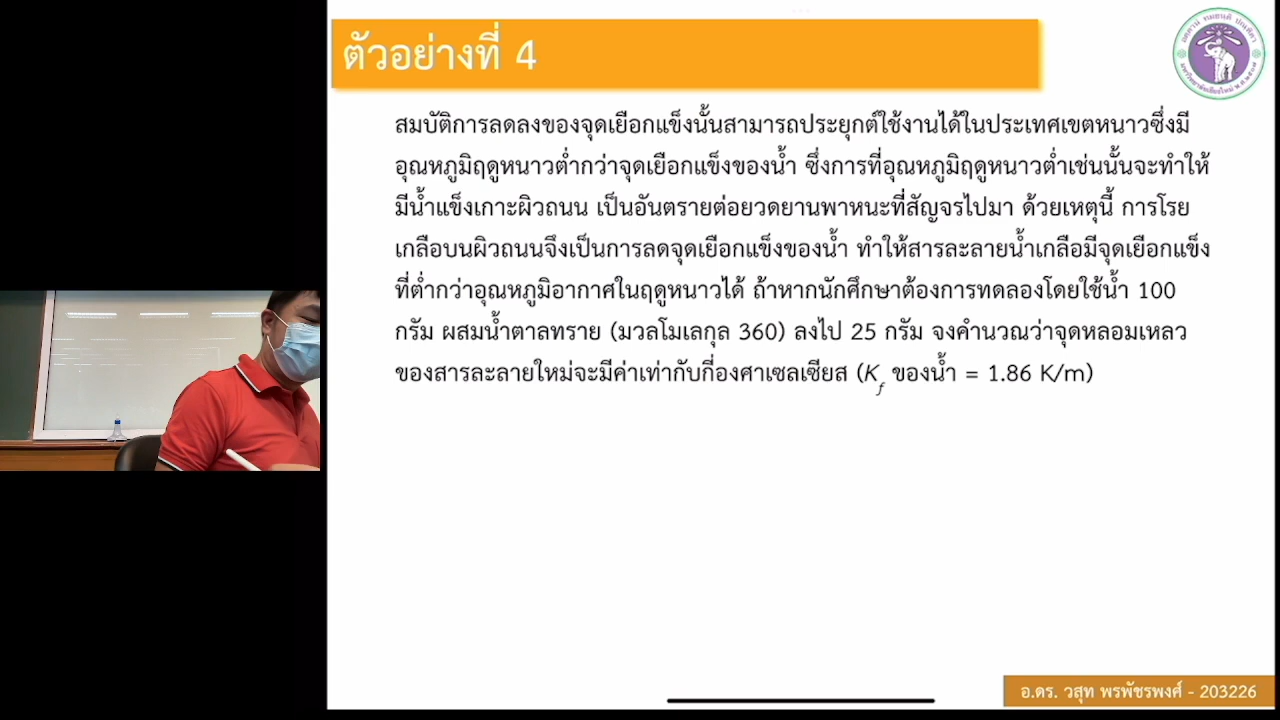 ตัวอย่างที่ 4
สมบัติการลดลงของจุดเยือกแข็งนั้นสามารถประยุกต์ใช้งานได้ในประเทศเขตหนาวซึ่งมี
อุณหภูมิฤดูหนาวต่ำกว่าจุดเยือกแข็งของน้ำ ซึ่งการที่อุณหภูมิฤดูหนาวต่ำเช่นนั้นจะทำให้
มีน้ำแข็งเกาะผิวถนน เป็นอันตรายต่อยวดยานพาหนะที่สัญจรไปมา ด้วยเหตุนี้ การโรย
เกลือบนผิวถนนจึงเป็นการลดจุดเยือกแข็งของน้ำ ทำให้สารละลายน้ำเกลือมีจุดเยือกแข็ง
ที่ต่ำกว่าอุณหภูมิอากาศในฤดูหนาวได้ ถ้าหากนักศึกษาต้องการทดลองโดยใช้น้ำ 100
กรัม ผสมน้ำตาลทราย (มวลโมเลกุล 360) ลงไป 25 กรัม จงคำนวณว่าจุดหลอมเหลว
ของสารละลายใหม่จะมีค่าเท่ากับกี่องศาเซลเซียส (K_f ของน้ำ = 1.86 K/m)
อ.ดร. วสุท พรพัชรพงศ์ - 203226